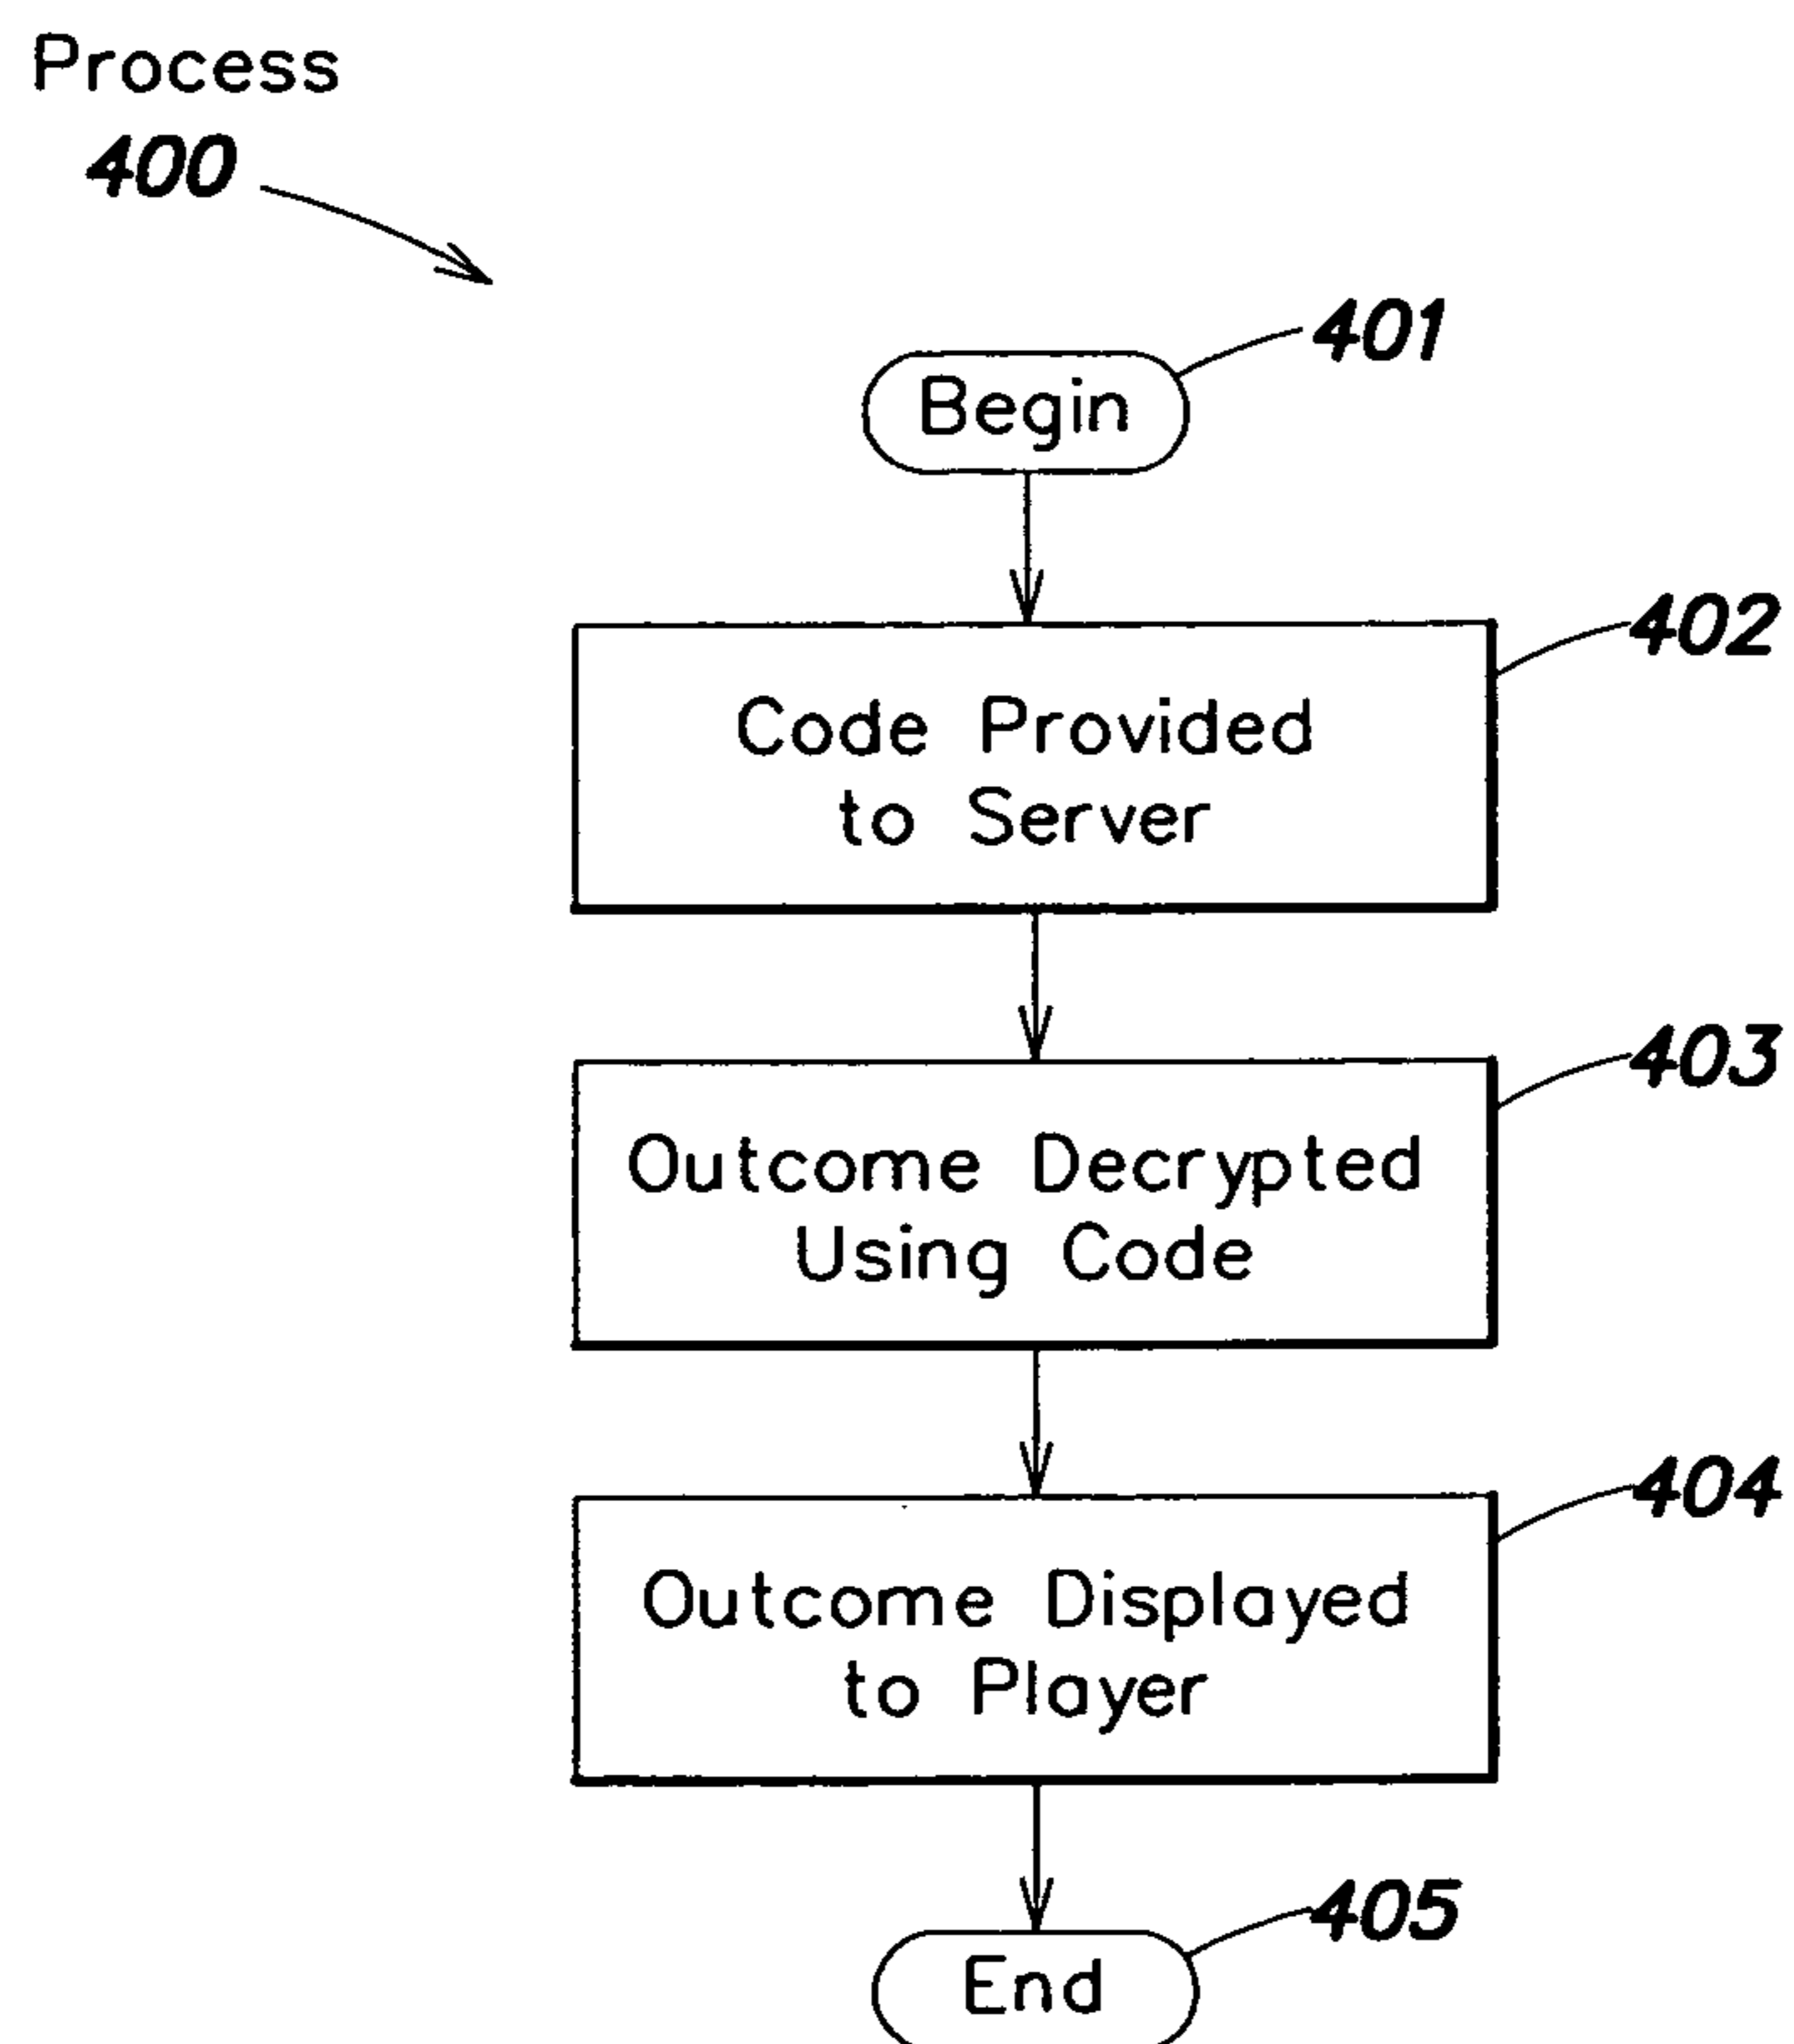 Process
400
401
Begin
402
Code Provided
to Server
403
Outcome Decrypted
Using Code
404
Outcome Displayed
to Player
405
End